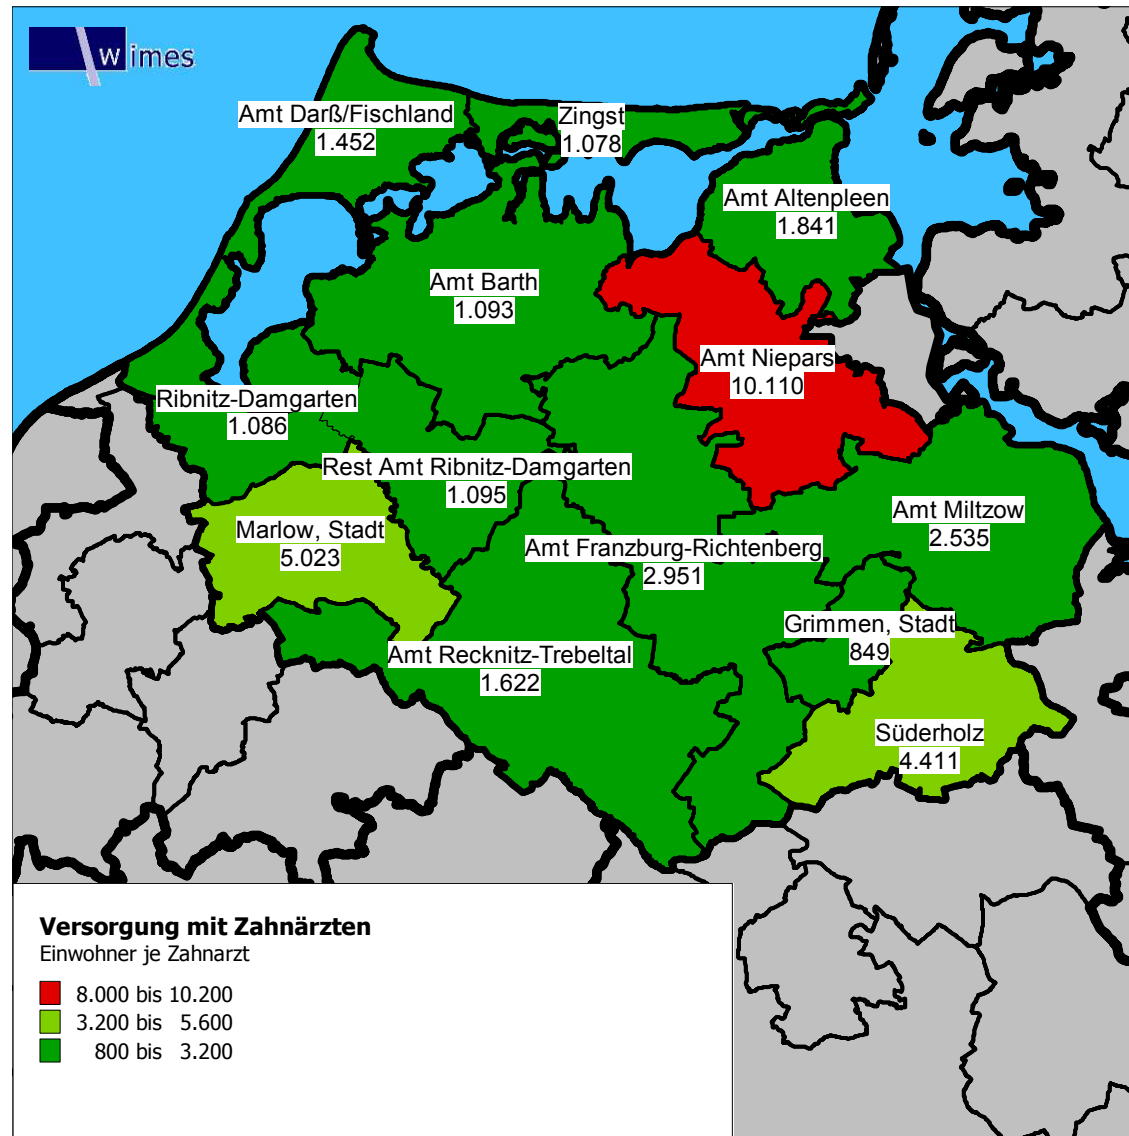 wimes
Amt Darß/Fischland
1.452
Zingst
1.078
Amt Altenpleen
1.841
Amt Barth
1.093
Amt Niepars
10.110
Ribnitz-Damgarten
1.086
Rest Amt Ribnitz-Damgarten
1.095
Marlow, Stadt
5.023
Amt Miltzow
2.535
Amt Franzburg-Richtenberg
2.951
Grimmen, Stadt
849
Amt Recknitz-Trebeltal
1.622
Süderholz
4.411
Versorgung mit Zahnärzten
Einwohner je Zahnarzt
8.000 bis 10.200
3.200 bis 5.600
800 bis 3.200